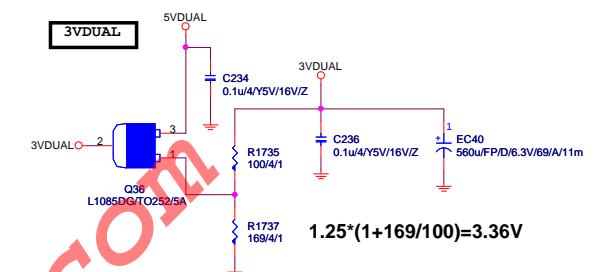 5VDUAL
3VDUAL
C234
0.1u/4/Y5V/16V/Z
3VDUAL
3
3VDUAL
2
1
1
R1735
100/4/1
C236
0.1u/4/Y5V/16V/Z
EC40
560u/FP/D/6.3V/69/A/11m
Q36
L1085DG/TO252/5A
R1737
169/4/1
1.25*(1+169/100)=3.36V
com